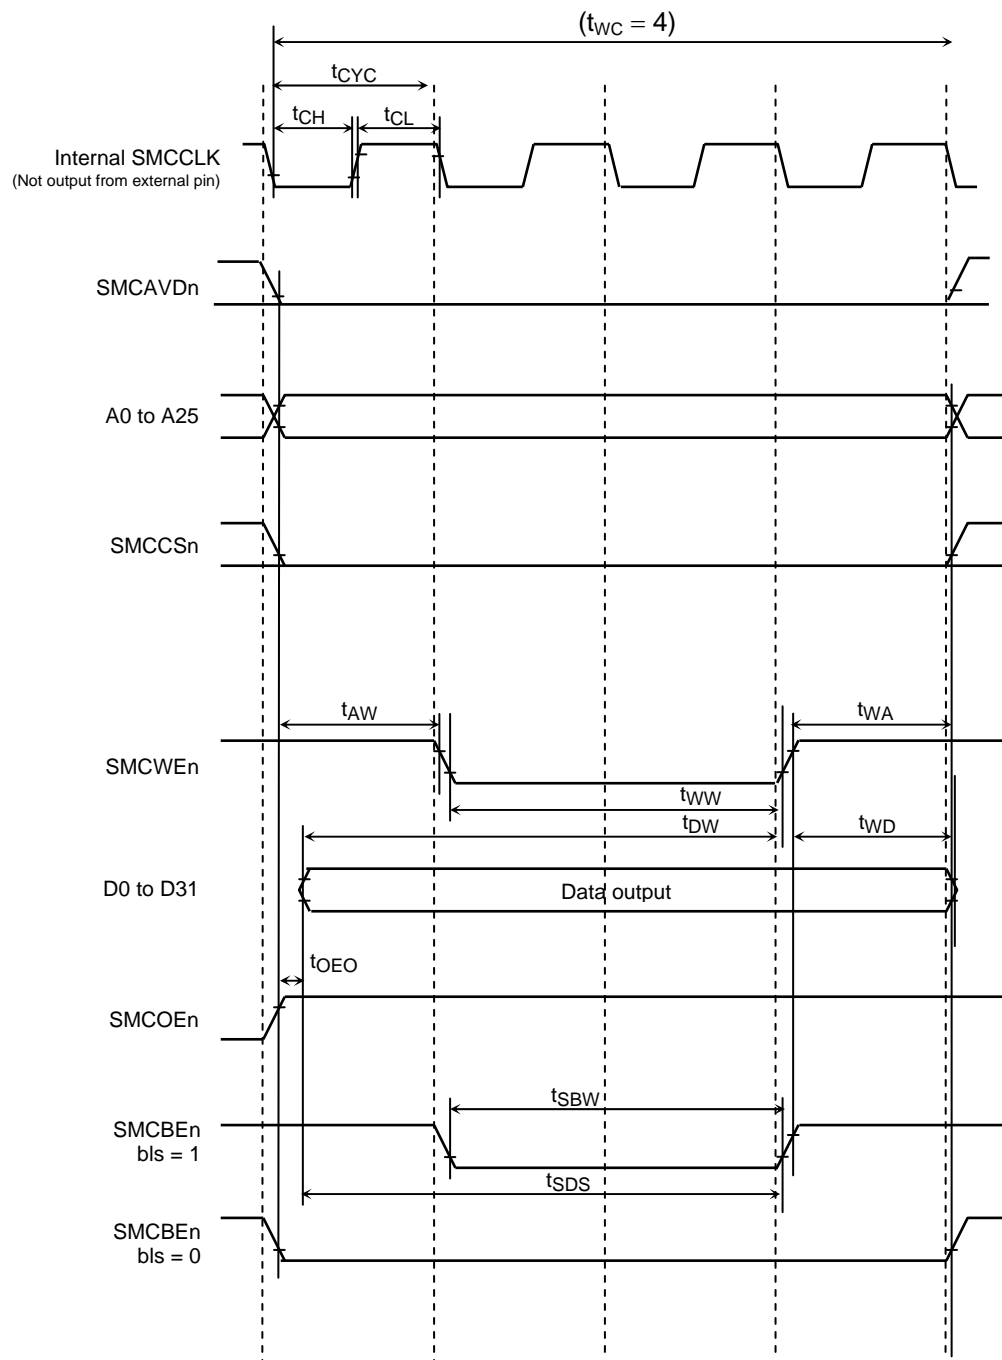 (tWC = 4)
tCYC
tCH
tCL
Internal SMCCLK
(Not output from external pin)
SMCAVDn
A0 to A25
SMCCSn
tAW
tWA
SMCWEn
tWW
tDW
tWD
D0 to D31
Data output
tOEO
SMCOEn
tSBW
SMCBEn
bls = 1
tSDS
SMCBEn
bls = 0